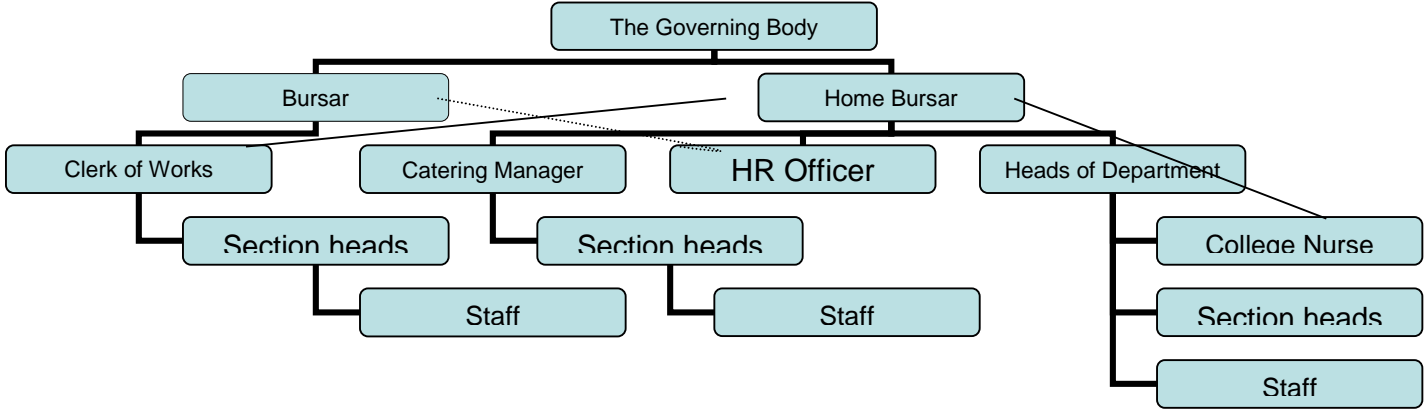 The Governing Body
Bursar
Home Bursar
Clerk of Works
Catering Manager
HR Officer
Heads of Department
Section heads
Section heads
College Nurse
Staff
Staff
Section heads
Staff